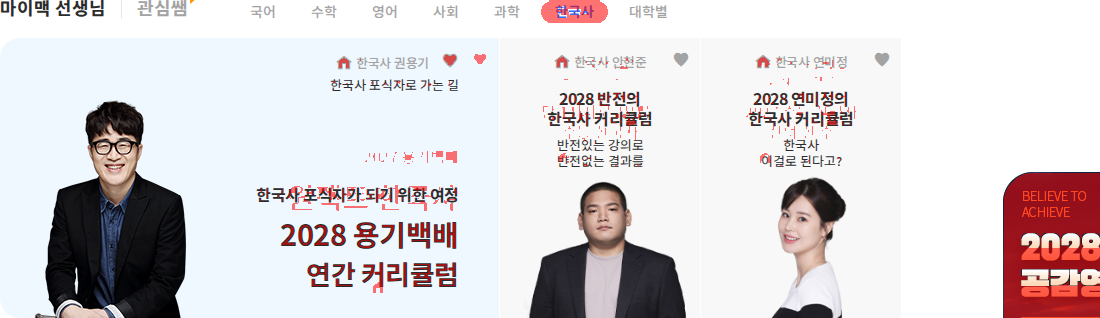 마이맥 선생님
관심쌤
국어
수학
영어
사회
과학
한국사
대학별
한국사 권용기
한국사 포식자로 가는 길
한국사 포식자가 되기 위한 여정
2028 용기백배
연간 커리큘럼
한국사 안현준
2028 반전의
한국사 커리큘럼
반전있는 강의로
반전없는 결과를
한국사 연미정
2028 연미정의
한국사 커리큘럼
한국사
이걸로 된다고?
BELIEVE TO
ACHIEVE
2028